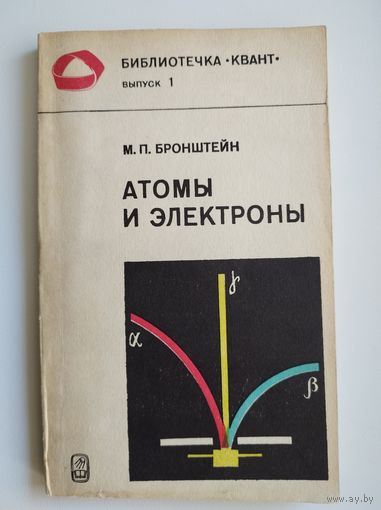 БИБЛИОТЕЧКА •КВАНТ•
ВЫПУСК 1
М. П. БРОНШТЕЙН
АТОМЫ
И ЭЛЕКТРОНЫ
γ
α
β
www.ay.by